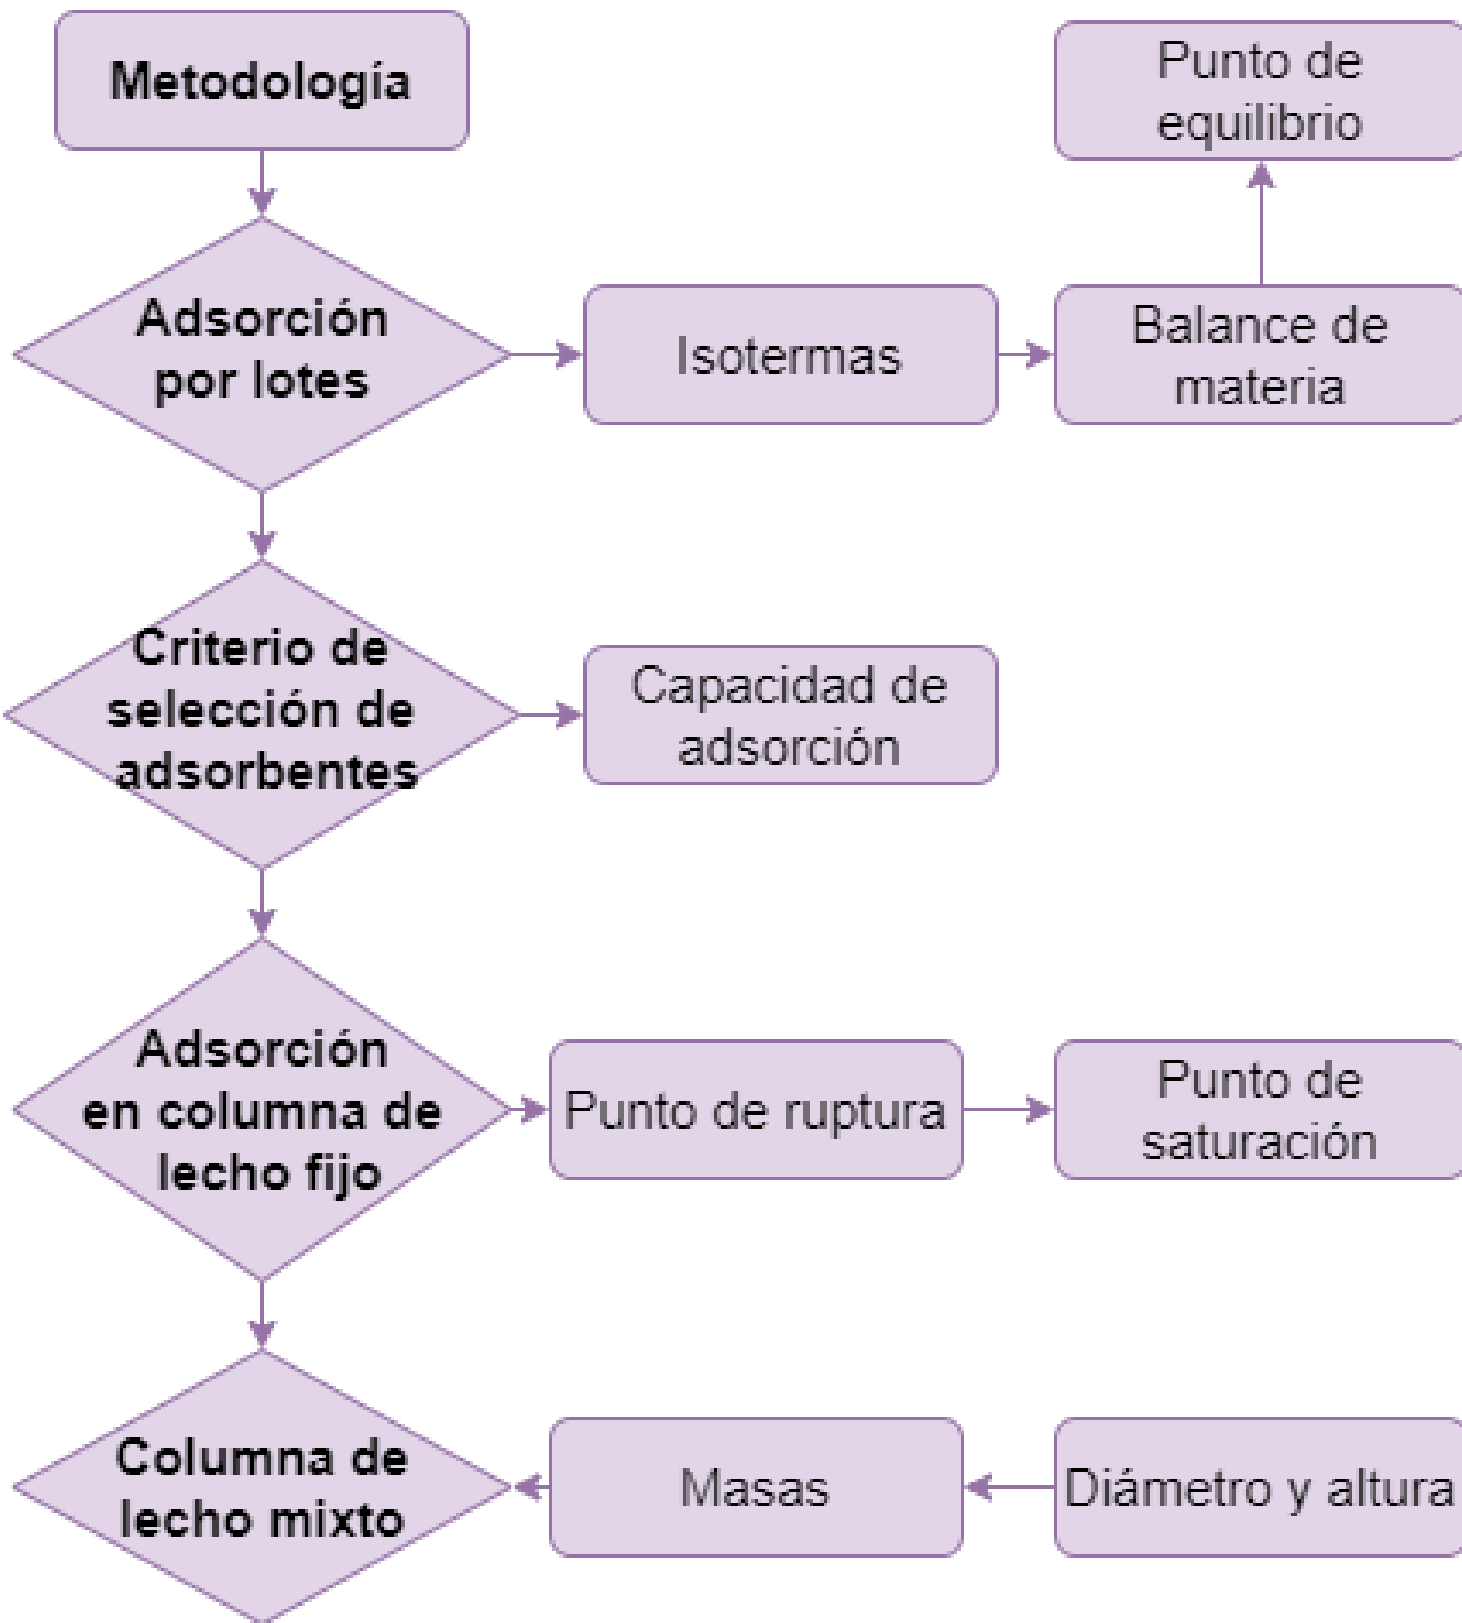 Metodología
Punto de
equilibrio
Adsorción
por lotes
Isotermas
Balance de
materia
Criterio de
selección de
adsorbentes
Capacidad de
adsorción
Adsorción
en columna de
lecho fijo
Punto de ruptura
Punto de
saturación
Columna de
lecho mixto
Masas
Diámetro y altura